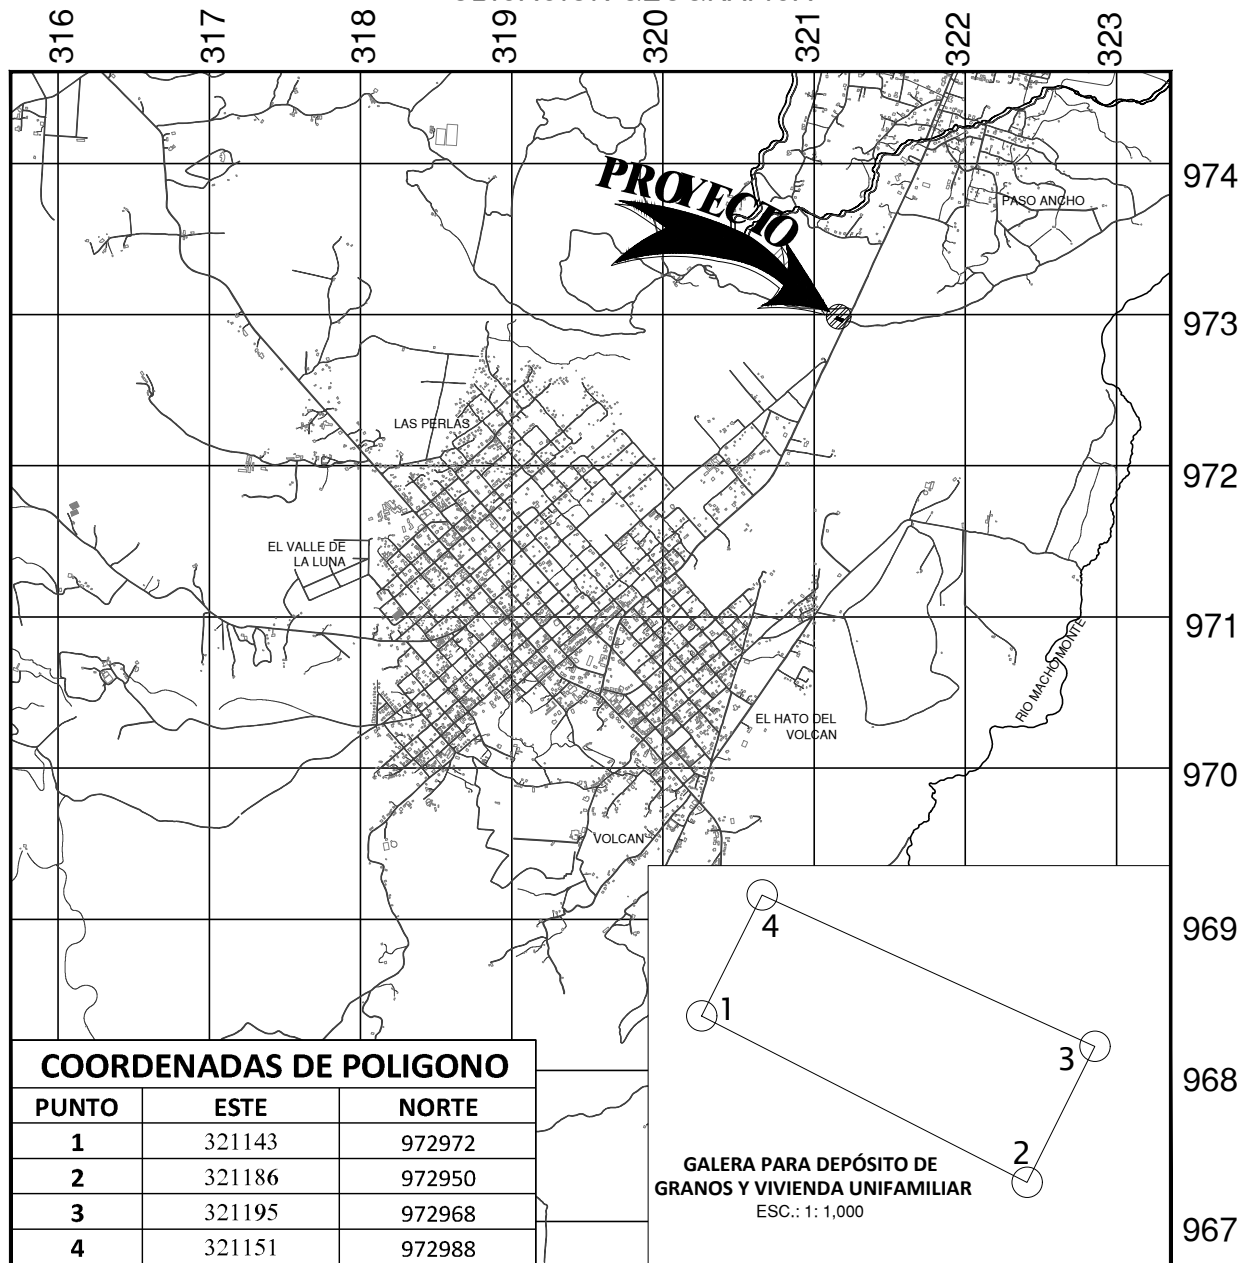 316 317 318 319 320 321 322 323
974
PROYECTO
PASO ANCHO
973
LAS PERLAS
972
EL VALLE DE
LA LUNA
971
RIO MACHO MONTE
EL HATO DEL
VOLCAN
970
VOLCAN
969
4
1
3
968
2
GALERA PARA DEPÓSITO DE
GRANOS Y VIVIENDA UNIFAMILIAR
ESC.: 1: 1,000
967
COORDENADAS DE POLIGONO
PUNTO ESTE NORTE
1 321143 972972
2 321186 972950
3 321195 972968
4 321151 972988